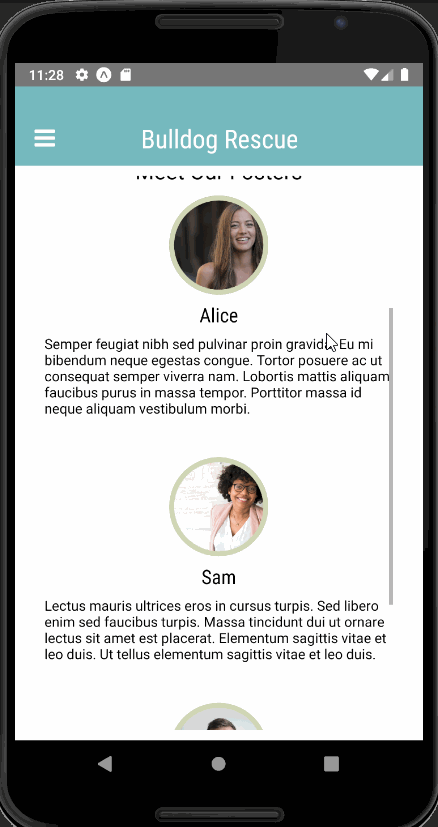 11:28
Bulldog Rescue
Meet Our Fosters
Alice
Semper feugiat nibh sed pulvinar proin gravida. Eu mi
bibendum neque egestas congue. Tortor posuere ac ut
consequat semper viverra nam. Lobortis mattis aliquam
faucibus purus in massa tempor. Porttitor massa id
neque aliquam vestibulum morbi.
Sam
Lectus mauris ultrices eros in cursus turpis. Sed libero
enim sed faucibus turpis. Massa tincidunt dui ut ornare
lectus sit amet est placerat. Elementum sagittis vitae et
leo duis. Ut tellus elementum sagittis vitae et leo duis.